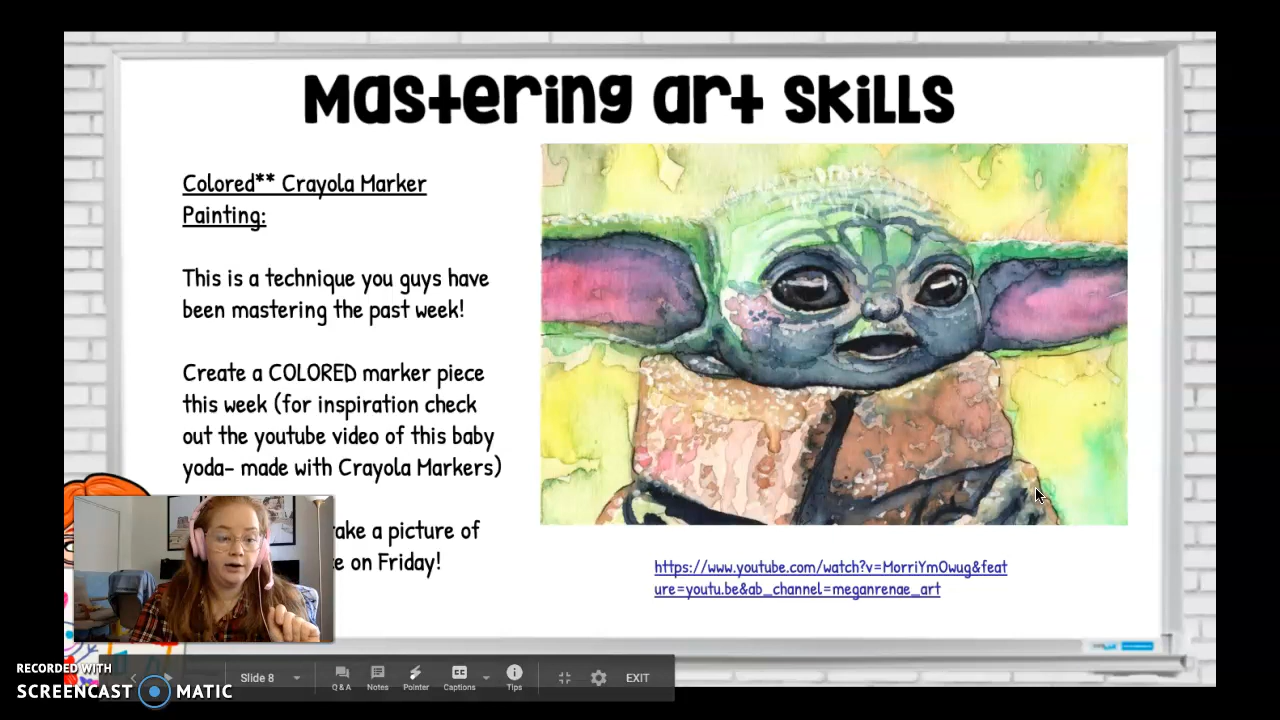 Mastering art skills
Colored** Crayola Marker
Painting:
This is a technique you guys have
been mastering the past week!
Create a COLORED marker piece
this week (for inspiration check
out the youtube video of this baby
yoda- made with Crayola Markers)
ake a picture of
e on Friday!
https://www.youtube.com/watch?v=MorriYmOwug&feat
ure=youtu.be&ab_channel=meganrenae_art
RECORDED WITH
SCREENCAST MATIC
Slide 8
Q & A
Notes
Pointer
Captions
Tips
EXIT